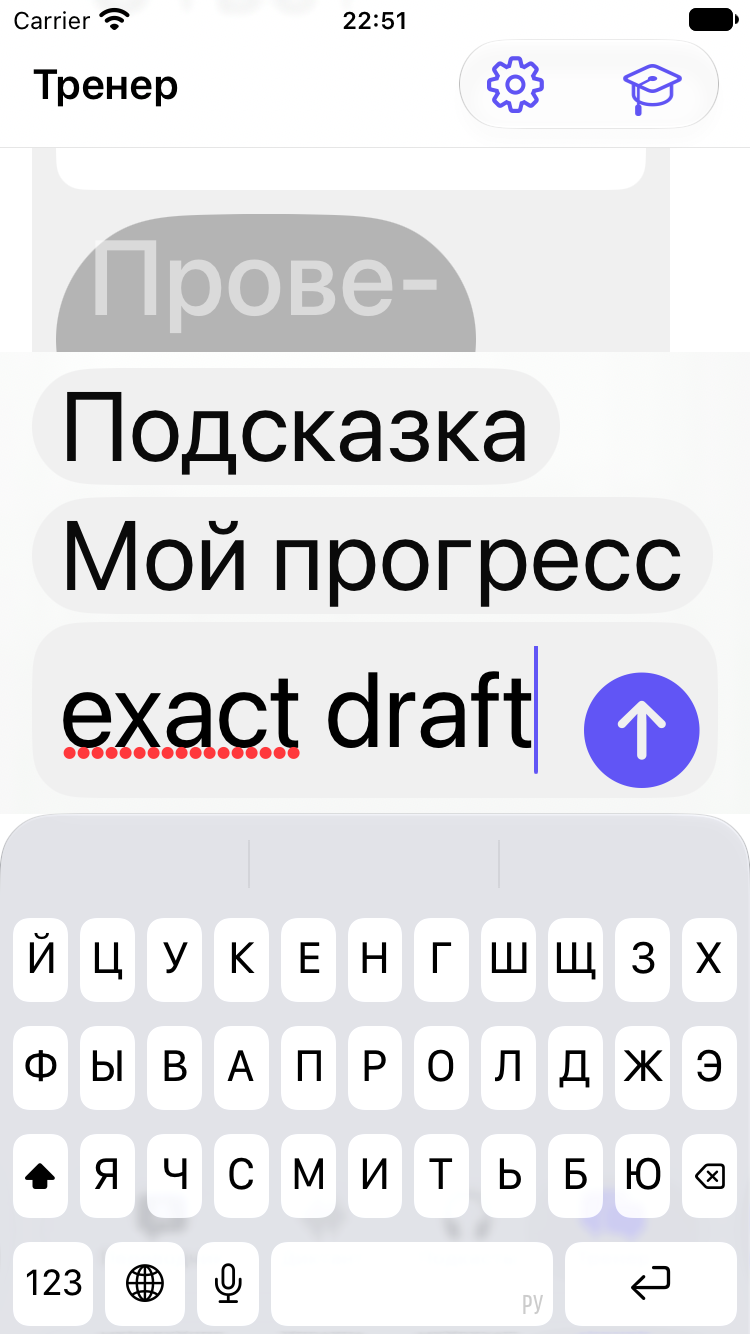 Carrier 22:51
Тренер
Прове-
Подсказка
Мой прогресс
exact draft
Й Ц У К Е Н Г Ш Щ З Х
Ф Ы В А П Р О Л Д Ж Э
Я Ч С М И Т Ь Б Ю
123
РУ